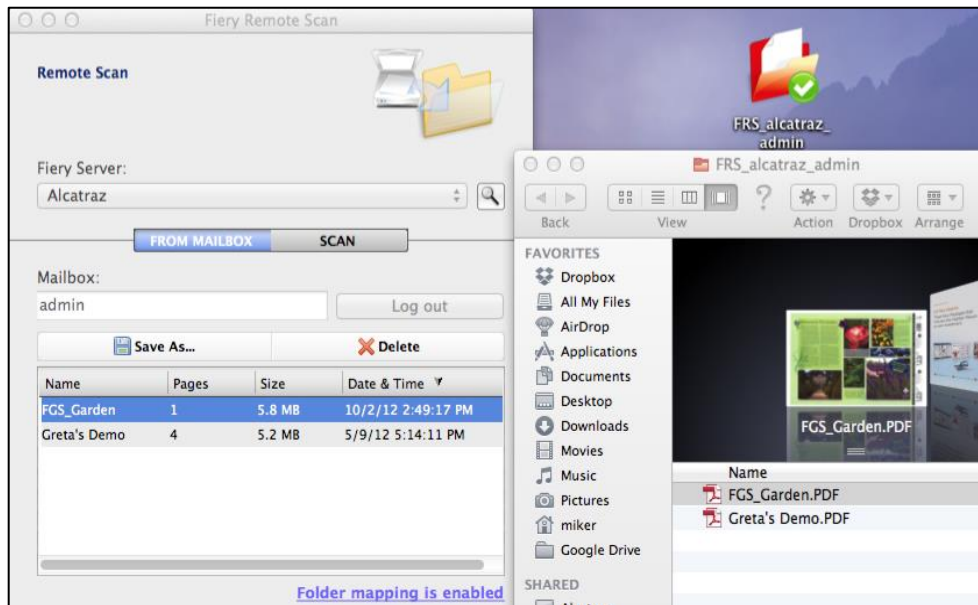 Fiery Remote Scan
Remote Scan
Fiery Server:
Alcatraz
FROM MAILBOX SCAN
Mailbox:
admin Log out
Save As... Delete
Name Pages Size Date & Time
FGS_Garden 1 5.8 MB 10/2/12 2:49:17 PM
Greta's Demo 4 5.2 MB 5/9/12 5:14:11 PM
Folder mapping is enabled
FRS_alcatraz_
admin
FRS_alcatraz_admin
Back View Action Dropbox Arrange
FAVORITES
Dropbox
All My Files
AirDrop
Applications
Documents
Desktop
Downloads
Movies
Music
Pictures
miker
Google Drive
SHARED
FGS_Garden.PDF
Name
FGS_Garden.PDF
Greta's Demo.PDF